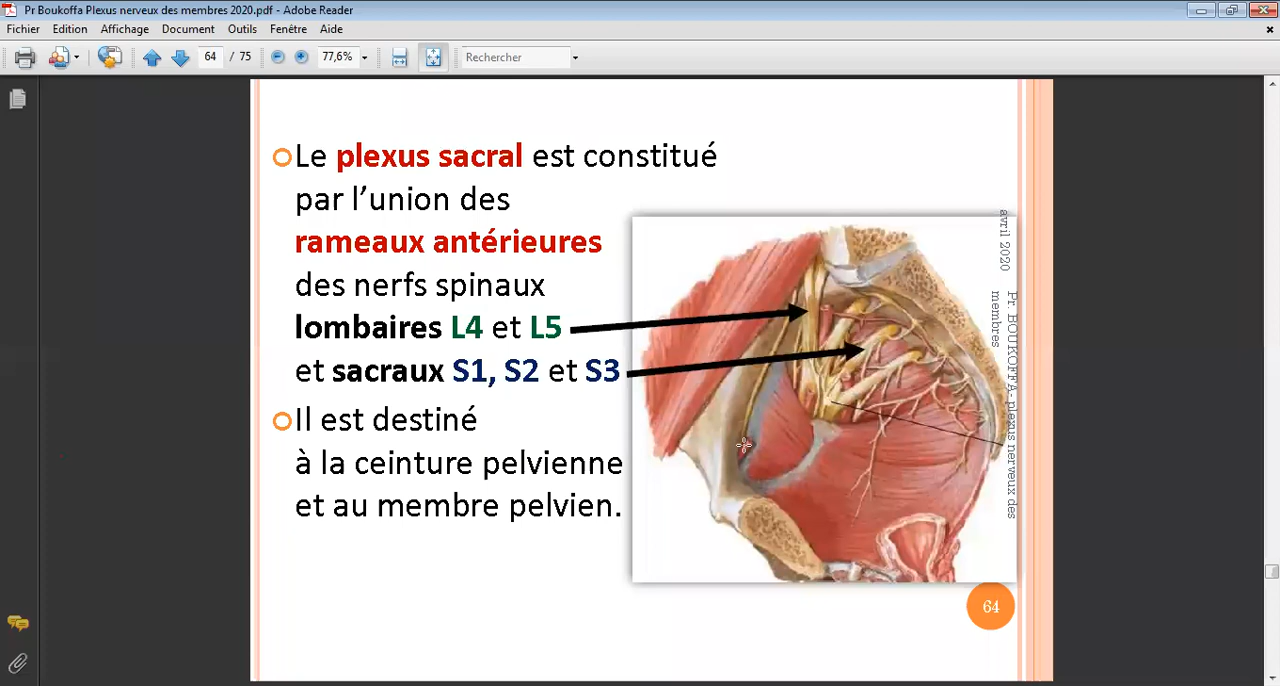 Pr Boukoffa Plexus nerveux des membres 2020.pdf - Adobe Reader
Fichier Edition Affichage Document Outils Fenêtre Aide
64 / 75 77,6% Rechercher
Le plexus sacral est constitué
par l’union des
rameaux antérieures
des nerfs spinaux
lombaires L4 et L5
et sacraux S1, S2 et S3
Il est destiné
à la ceinture pelvienne
et au membre pelvien.
avril 2020
Pr. BOUKOFFA- plexus nerveux des
membres
64